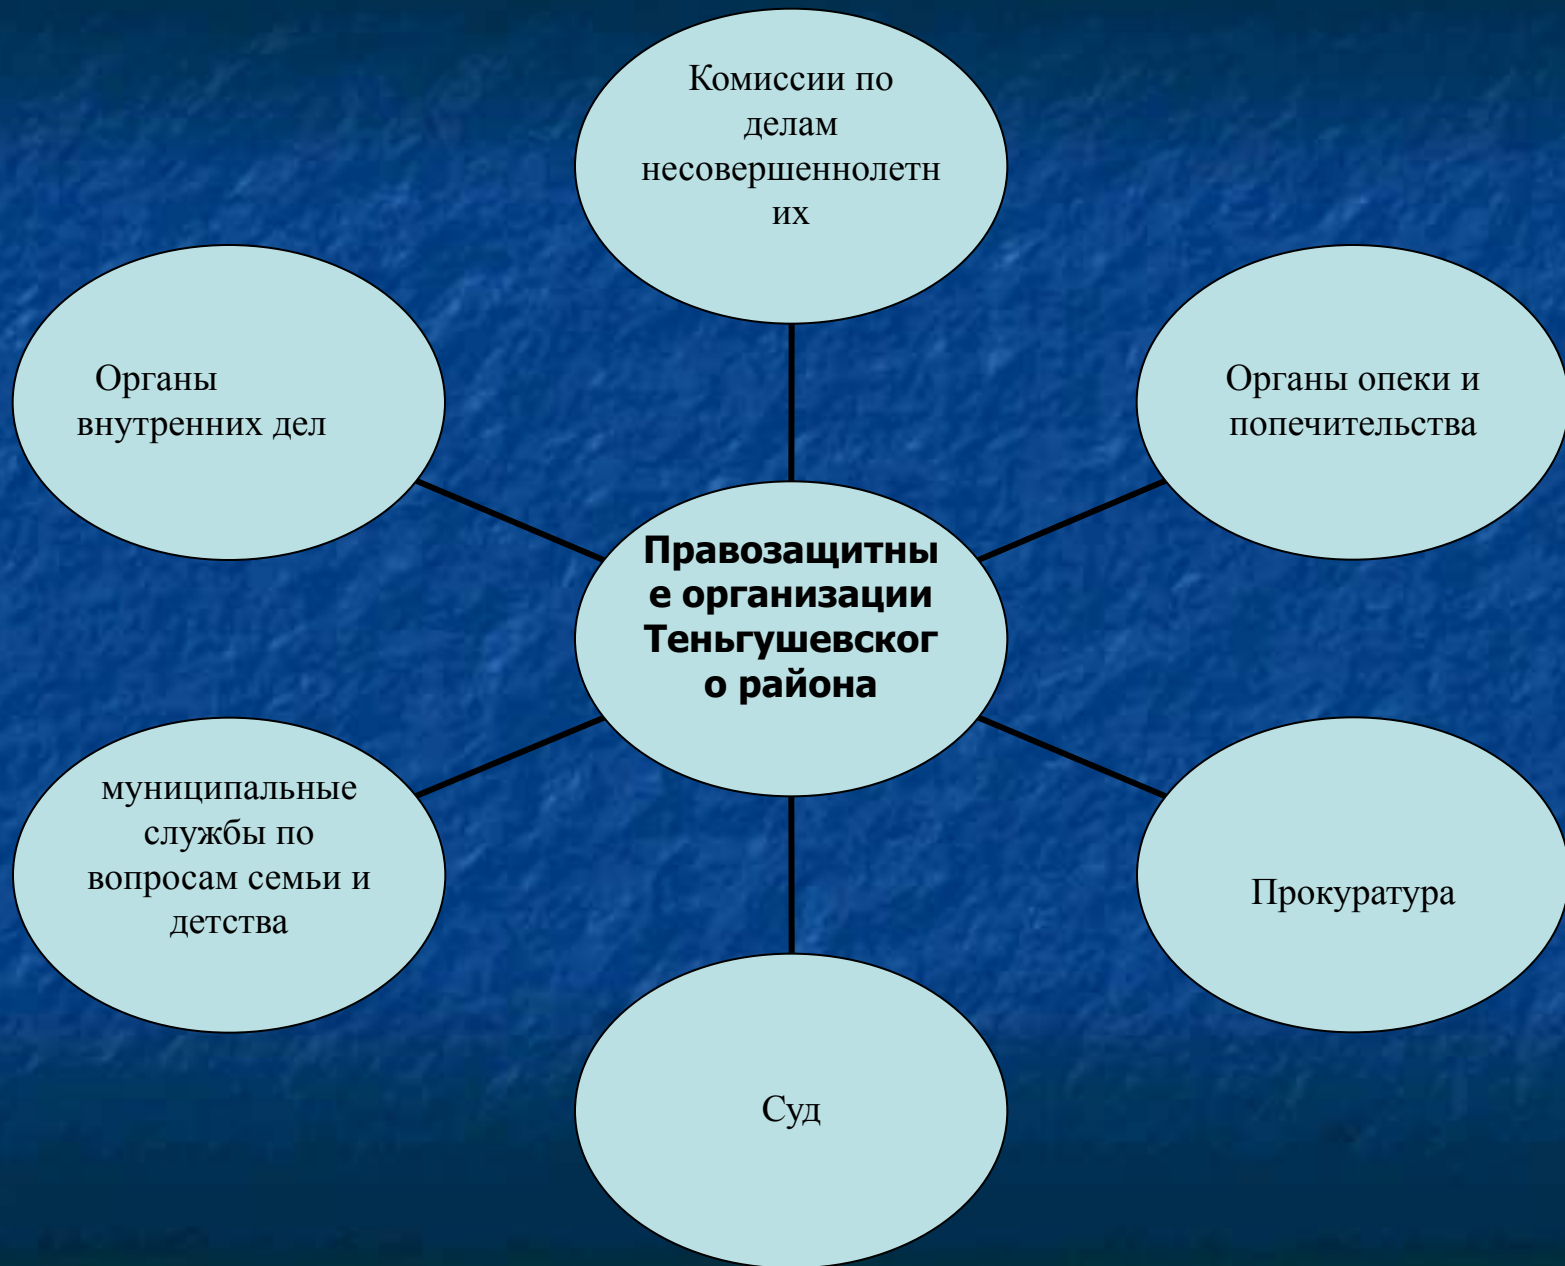 Комиссии по
делам
несовершеннолетн
их
Органы
внутренних дел
Органы опеки и
попечительства
Правозащитны
е организации
Теньгушевског
о района
муниципальные
службы по
вопросам семьи и
детства
Прокуратура
Суд